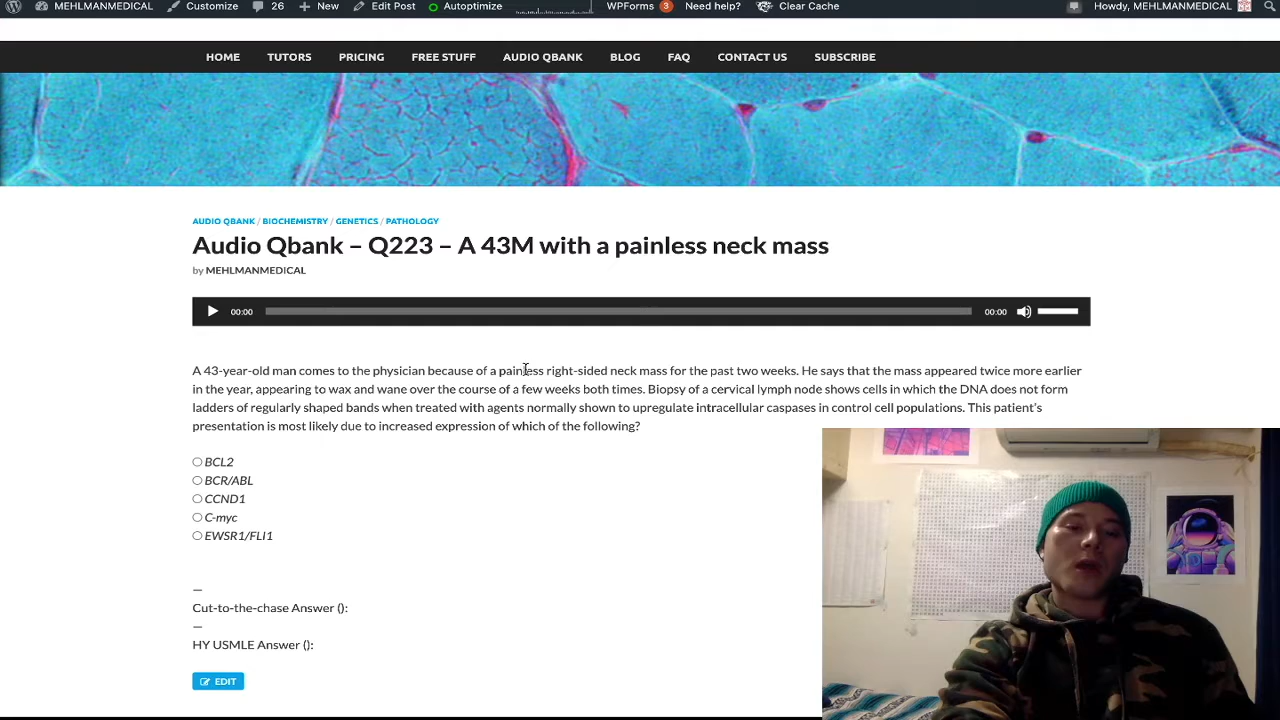 MEHLMANMEDICAL Customize 26 New Edit Post Autoptimize WPForms 3 Need help? Clear Cache Howdy, MEHLMANMEDICAL
HOME TUTORS PRICING FREE STUFF AUDIO QBANK BLOG FAQ CONTACT US SUBSCRIBE
AUDIO QBANK / BIOCHEMISTRY / GENETICS / PATHOLOGY
Audio Qbank – Q223 – A 43M with a painless neck mass
by MEHLMANMEDICAL
00:00 00:00
A 43-year-old man comes to the physician because of a painless right-sided neck mass for the past two weeks. He says that the mass appeared twice more earlier
in the year, appearing to wax and wane over the course of a few weeks both times. Biopsy of a cervical lymph node shows cells in which the DNA does not form
ladders of regularly shaped bands when treated with agents normally shown to upregulate intracellular caspases in control cell populations. This patient's
presentation is most likely due to increased expression of which of the following?
BCL2
BCR/ABL
CCND1
C-myc
EWSR1/FLI1
—
Cut-to-the-chase Answer ():
—
HY USMLE Answer ():
EDIT